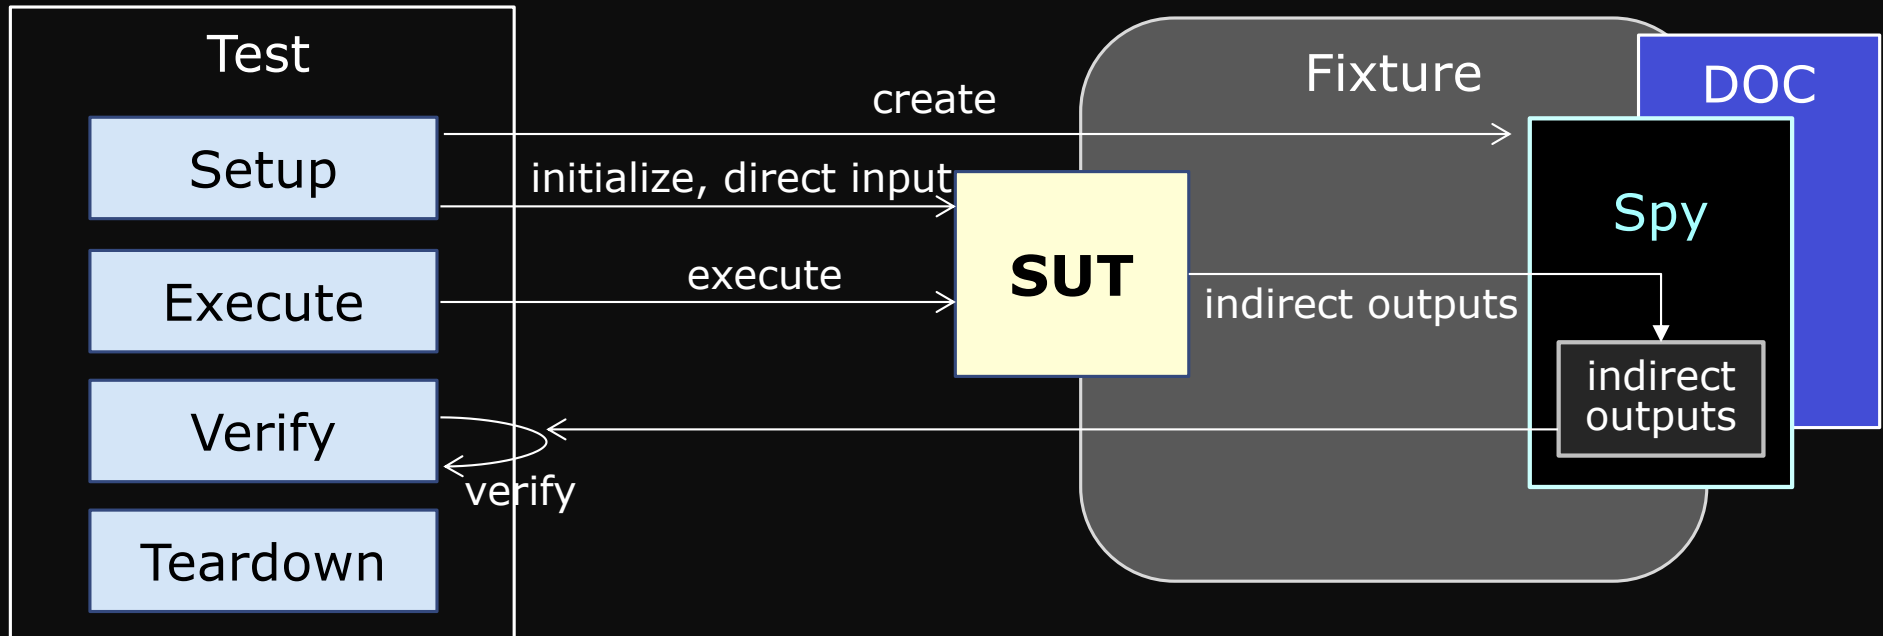 Test
Setup
Execute
Verify
Teardown
create
initialize, direct input
execute
verify
SUT
Fixture
indirect outputs
DOC
Spy
indirect
outputs